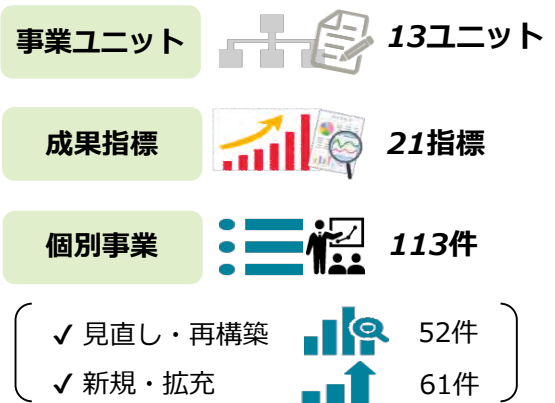 事業ユニット 13ユニット
成果指標 21指標
個別事業 113件
✓ 見直し・再構築 52件
✓ 新規・拡充 61件